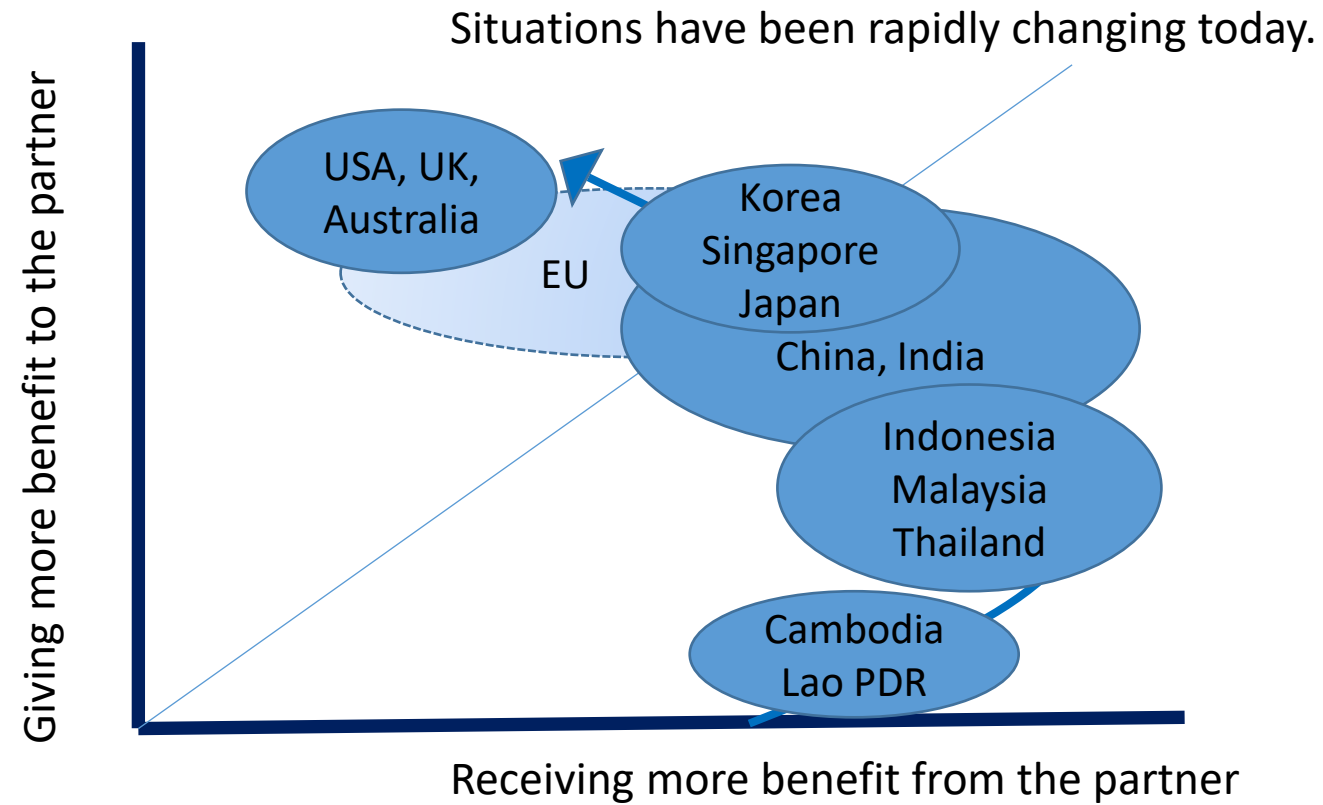 Situations have been rapidly changing today.
Giving more benefit to the partner
USA, UK,
Australia
EU
Korea
Singapore
Japan
China, India
Indonesia
Malaysia
Thailand
Cambodia
Lao PDR
Receiving more benefit from the partner